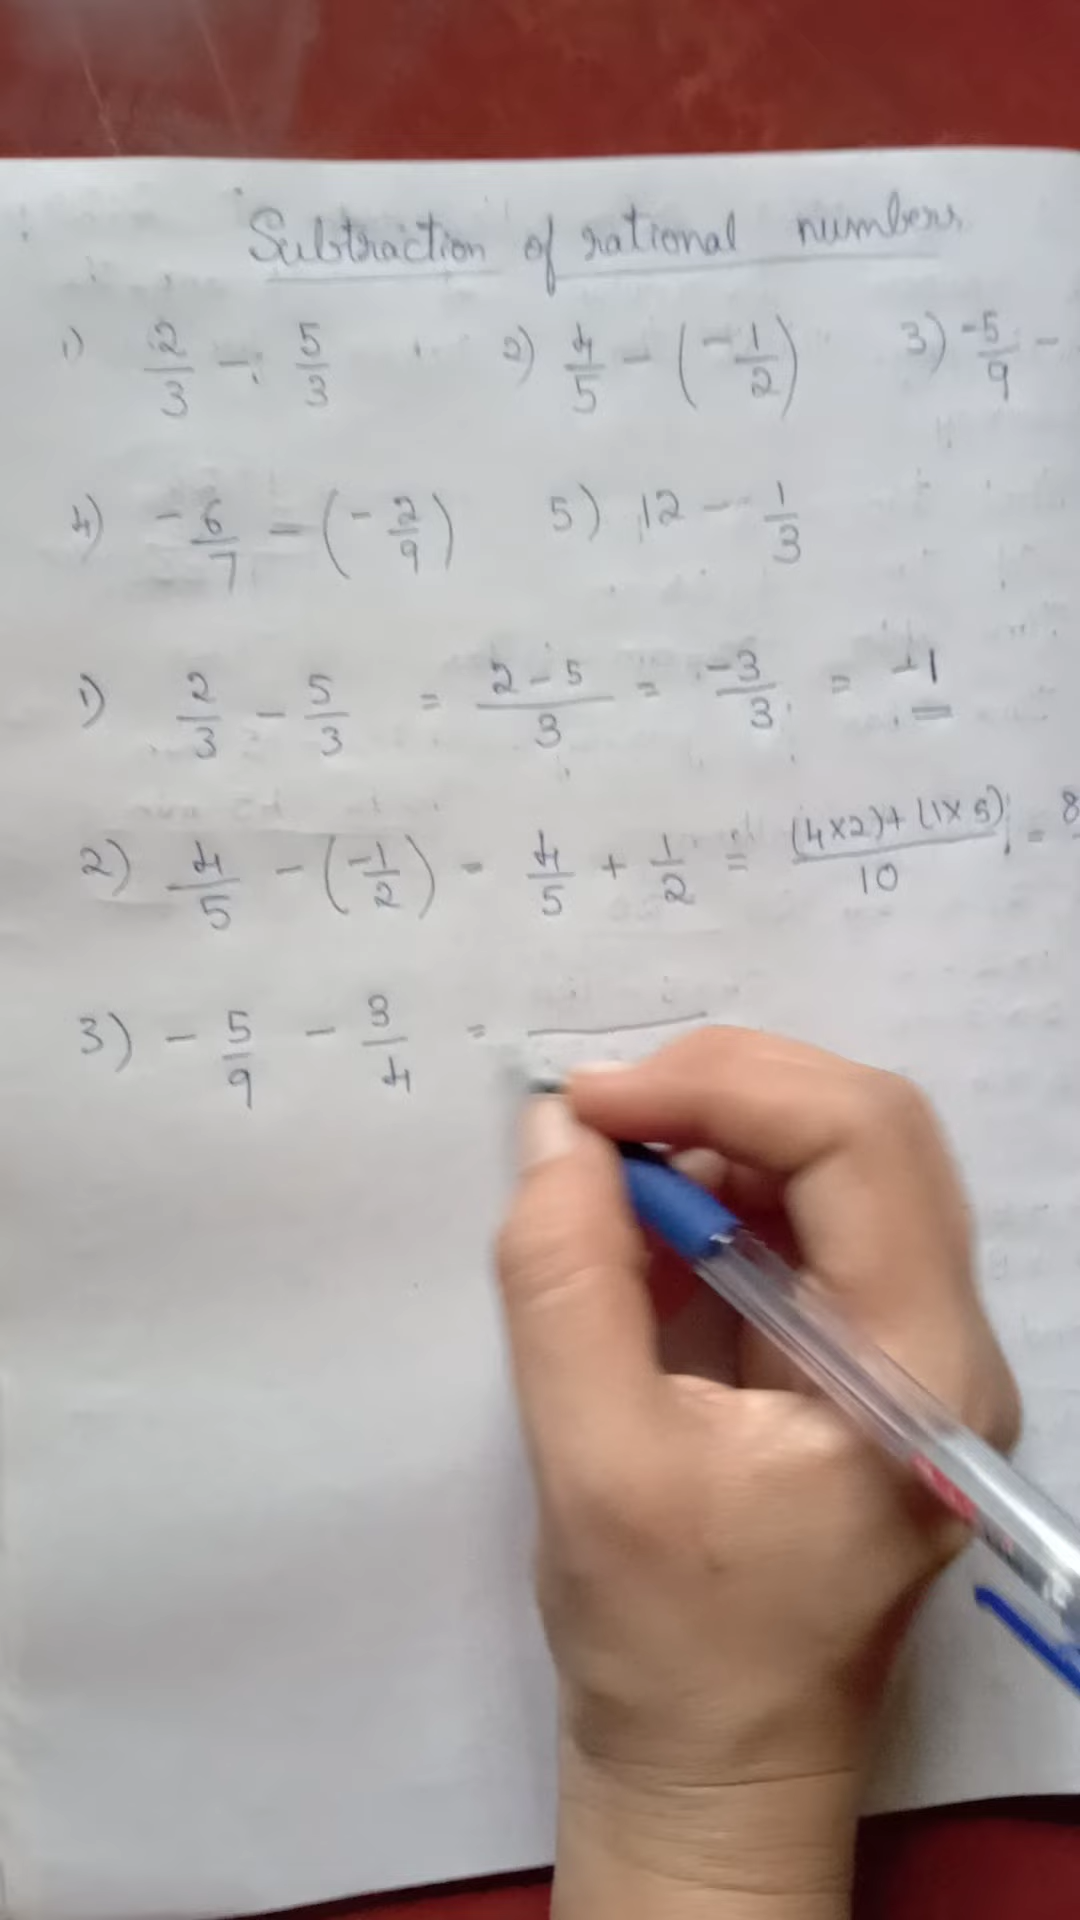 Subtraction of rational numbers
1) 2/3 - 5/3 2) 4/5 - (-1/2) 3) -5/9 -
4) -6/7 - (-2/9) 5) 12 - 1/3
1) 2/3 - 5/3 = 2-5/3 = -3/3 = -1
2) 4/5 - (-1/2) = 4/5 + 1/2 = (4×2)+(1×5)/10 = 8
3) -5/9 - 3/4 =